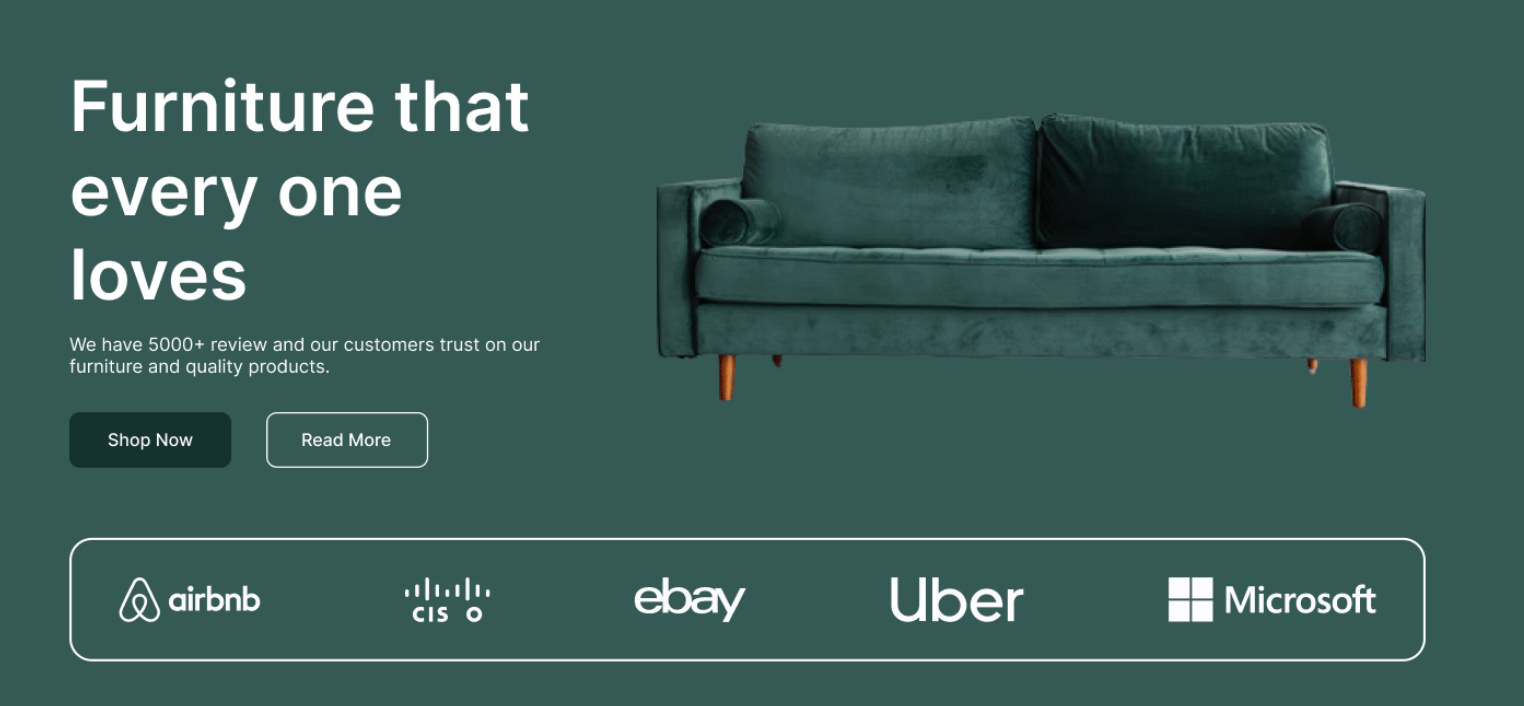 Furniture that
every one
loves
We have 5000+ review and our customers trust on our
furniture and quality products.
Shop Now
Read More
airbnb
cis o
ebay
Uber
Microsoft